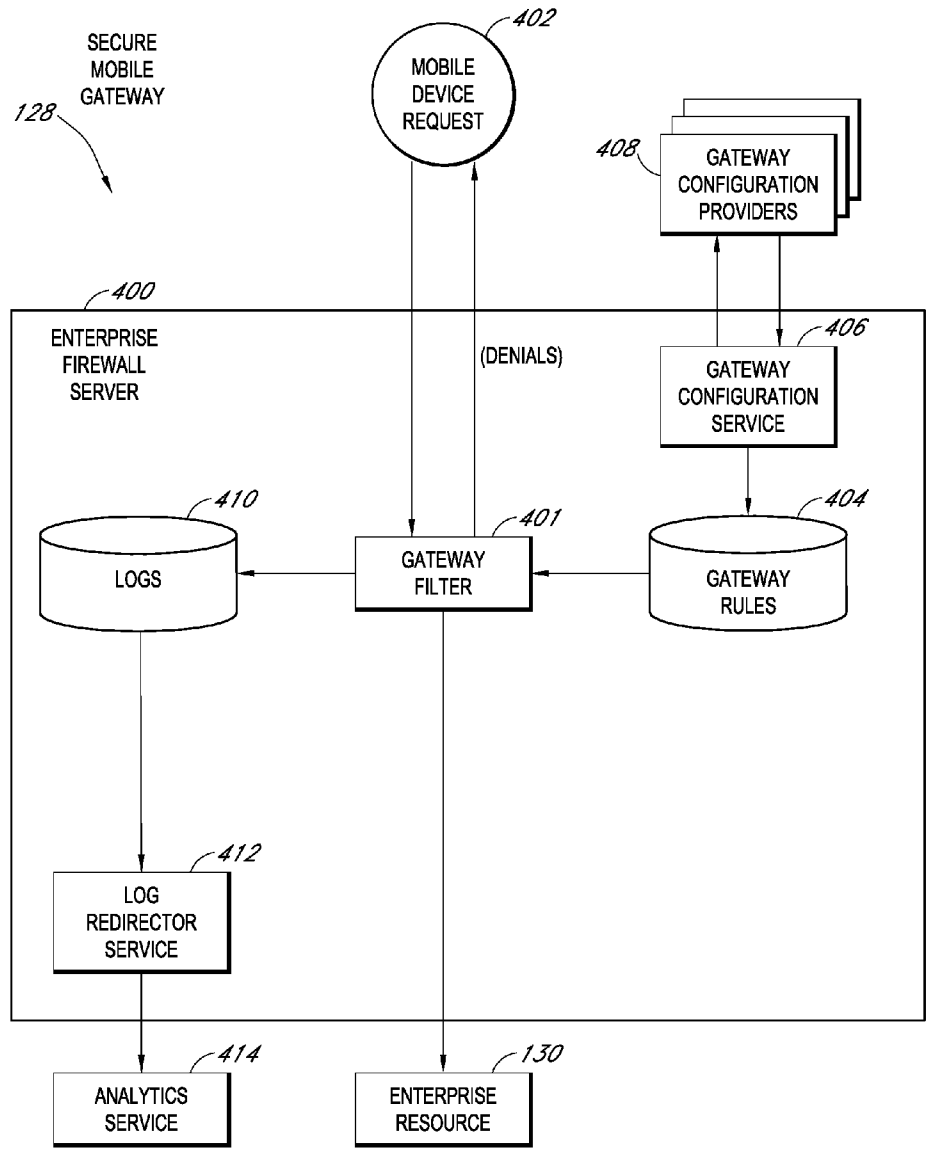 SECURE
MOBILE
GATEWAY
128
402
MOBILE
DEVICE
REQUEST
408
GATEWAY
CONFIGURATION
PROVIDERS
400
ENTERPRISE
FIREWALL
SERVER
(DENIALS)
406
GATEWAY
CONFIGURATION
SERVICE
410
LOGS
401
GATEWAY
FILTER
404
GATEWAY
RULES
412
LOG
REDIRECTOR
SERVICE
414
ANALYTICS
SERVICE
130
ENTERPRISE
RESOURCE